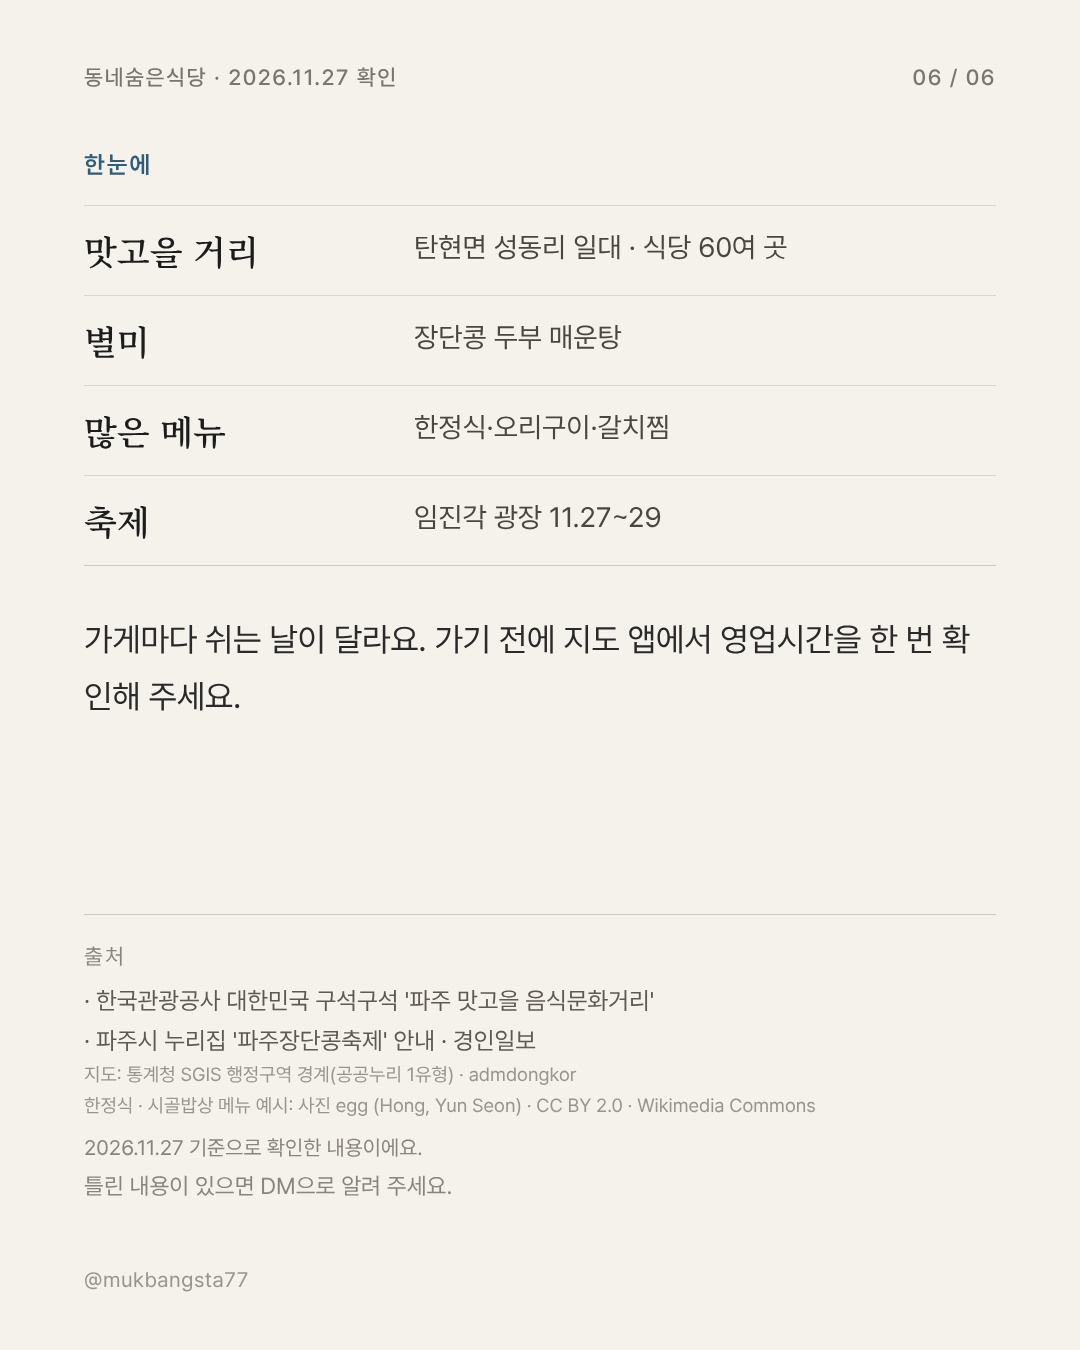 동네숨은식당 · 2026.11.27 확인
06 / 06
한눈에
맛고을 거리
탄현면 성동리 일대 · 식당 60여 곳
별미
장단콩 두부 매운탕
많은 메뉴
한정식·오리구이·갈치찜
축제
임진각 광장 11.27~29
가게마다 쉬는 날이 달라요. 가기 전에 지도 앱에서 영업시간을 한 번 확
인해 주세요.
출처
· 한국관광공사 대한민국 구석구석 '파주 맛고을 음식문화거리'
· 파주시 누리집 '파주장단콩축제' 안내 · 경인일보
지도: 통계청 SGIS 행정구역 경계(공공누리 1유형) · admdongkor
한정식 · 시골밥상 메뉴 예시: 사진 egg (Hong, Yun Seon) · CC BY 2.0 · Wikimedia Commons
2026.11.27 기준으로 확인한 내용이에요.
틀린 내용이 있으면 DM으로 알려 주세요.
@mukbangsta77